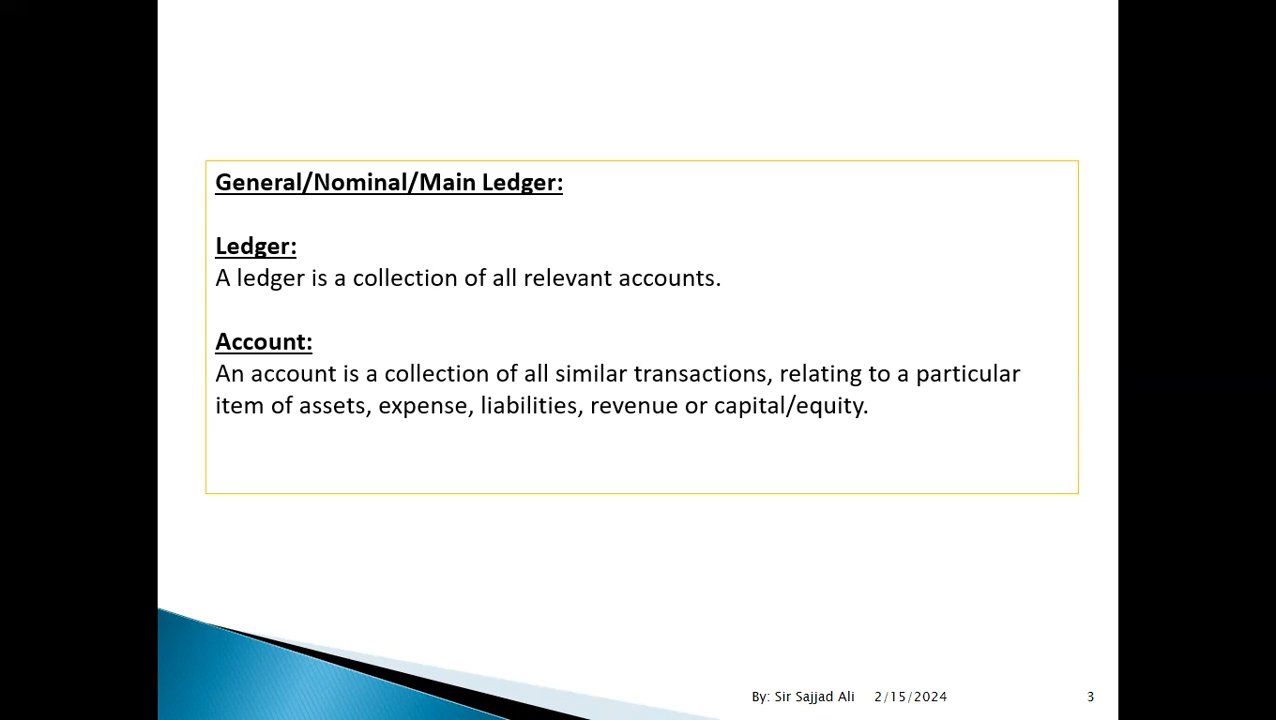 General/Nominal/Main Ledger:
Ledger:
A ledger is a collection of all relevant accounts.
Account:
An account is a collection of all similar transactions, relating to a particular
item of assets, expense, liabilities, revenue or capital/equity.
By: Sir Sajjad Ali 2/15/2024 3